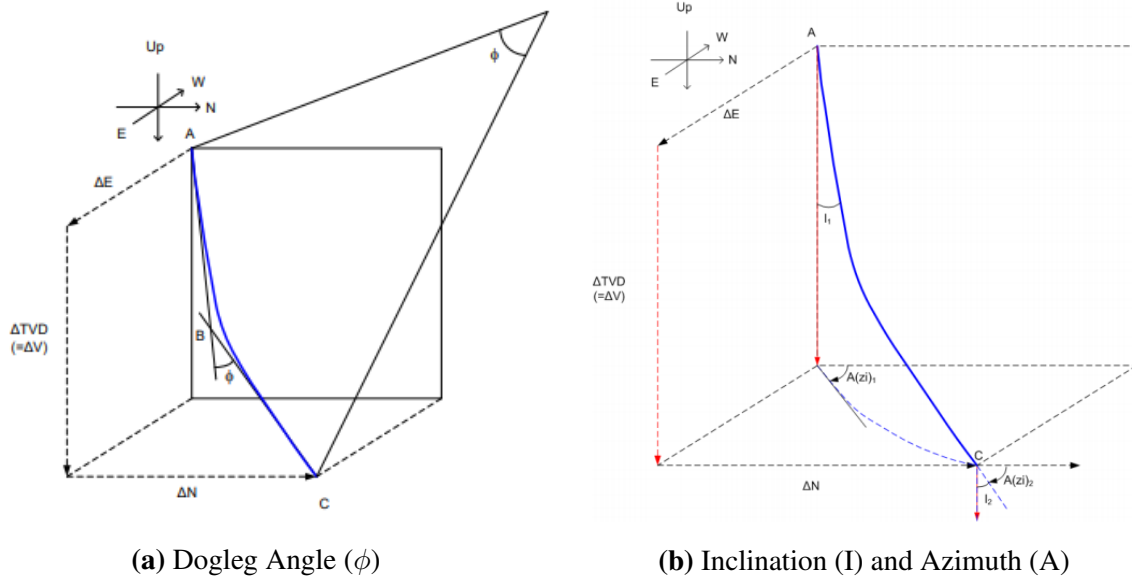 Up
W
N
E
A
ΔE
ϕ
ΔTVD
(=ΔV)
B
ϕ
ΔN
C
(a) Dogleg Angle (ϕ)
Up
W
N
E
A
ΔE
I₁
ΔTVD
(=ΔV)
A(zi)₁
C
ΔN
A(zi)₂
I₂
(b) Inclination (I) and Azimuth (A)